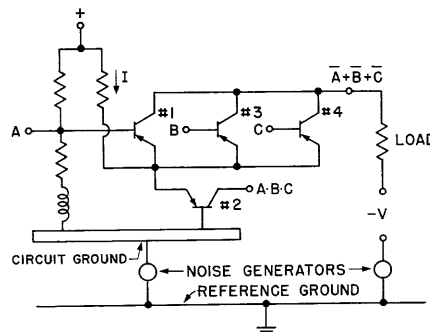 +
I
A̅+B̅+C̅
A
#1
B
#3
C
#4
LOAD
A·B·C
#2
-V
CIRCUIT GROUND
NOISE GENERATORS
REFERENCE GROUND